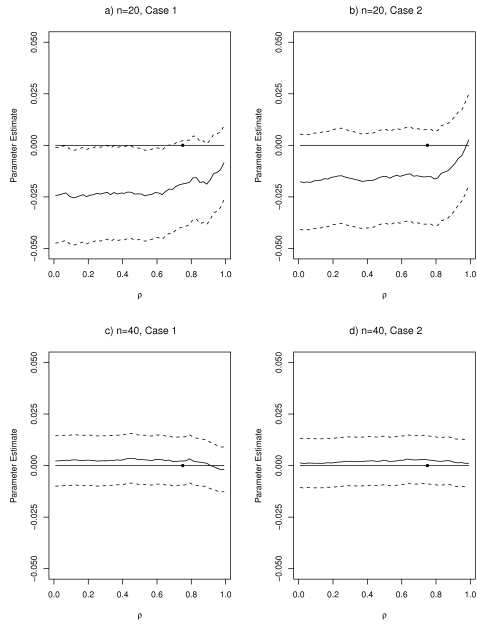 a) n=20, Case 1
Parameter Estimate
0.050
0.025
0.000
−0.025
−0.050
0.0 0.2 0.4 0.6 0.8 1.0
ρ
b) n=20, Case 2
Parameter Estimate
0.050
0.025
0.000
−0.025
−0.050
0.0 0.2 0.4 0.6 0.8 1.0
ρ
c) n=40, Case 1
Parameter Estimate
0.050
0.025
0.000
−0.025
−0.050
0.0 0.2 0.4 0.6 0.8 1.0
ρ
d) n=40, Case 2
Parameter Estimate
0.050
0.025
0.000
−0.025
−0.050
0.0 0.2 0.4 0.6 0.8 1.0
ρ